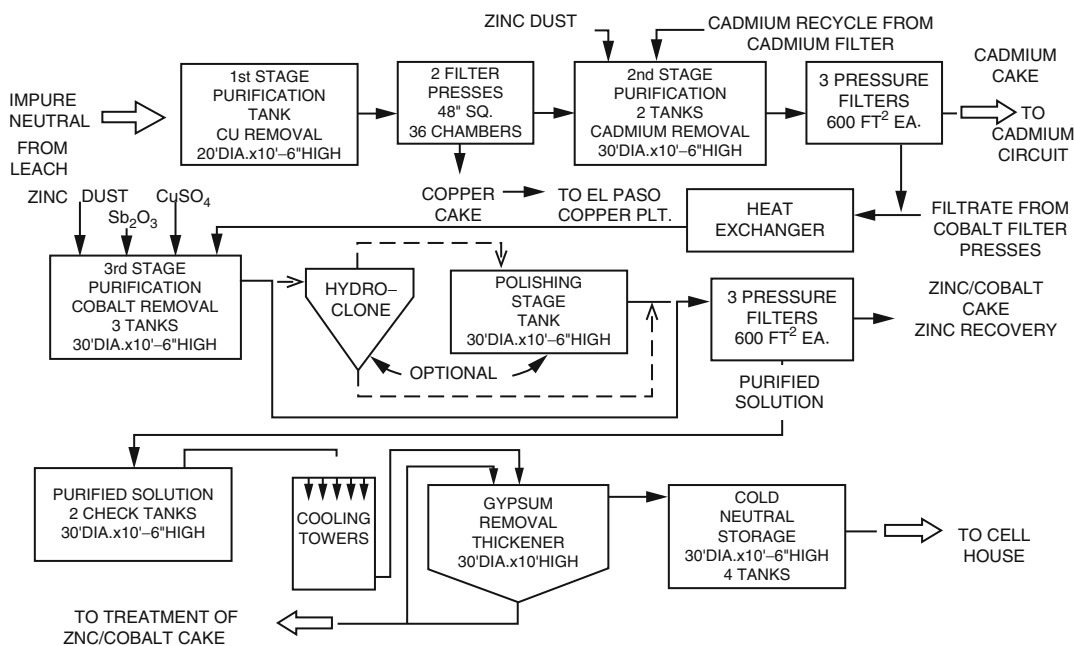 ZINC DUST
CADMIUM RECYCLE FROM
CADMIUM FILTER
IMPURE
NEUTRAL
FROM
LEACH
1st STAGE
PURIFICATION
TANK
CU REMOVAL
20'DIA.x10'–6"HIGH
2 FILTER
PRESSES
48" SQ.
36 CHAMBERS
2nd STAGE
PURIFICATION
2 TANKS
CADMIUM REMOVAL
30'DIA.x10'–6"HIGH
3 PRESSURE
FILTERS
600 FT² EA.
CADMIUM
CAKE
TO
CADMIUM
CIRCUIT
COPPER
CAKE
TO EL PASO
COPPER PLT.
HEAT
EXCHANGER
FILTRATE FROM
COBALT FILTER
PRESSES
ZINC DUST
Sb₂O₃
CuSO₄
3rd STAGE
PURIFICATION
COBALT REMOVAL
3 TANKS
30'DIA.x10'–6"HIGH
HYDRO–
CLONE
POLISHING
STAGE
TANK
30'DIA.x10'–6"HIGH
OPTIONAL
3 PRESSURE
FILTERS
600 FT² EA.
ZINC/COBALT
CAKE
ZINC RECOVERY
PURIFIED
SOLUTION
PURIFIED SOLUTION
2 CHECK TANKS
30'DIA.x10'–6"HIGH
COOLING
TOWERS
GYPSUM
REMOVAL
THICKENER
30'DIA.x10'HIGH
COLD
NEUTRAL
STORAGE
30'DIA.x10'–6"HIGH
4 TANKS
TO CELL
HOUSE
TO TREATMENT OF
ZNC/COBALT CAKE